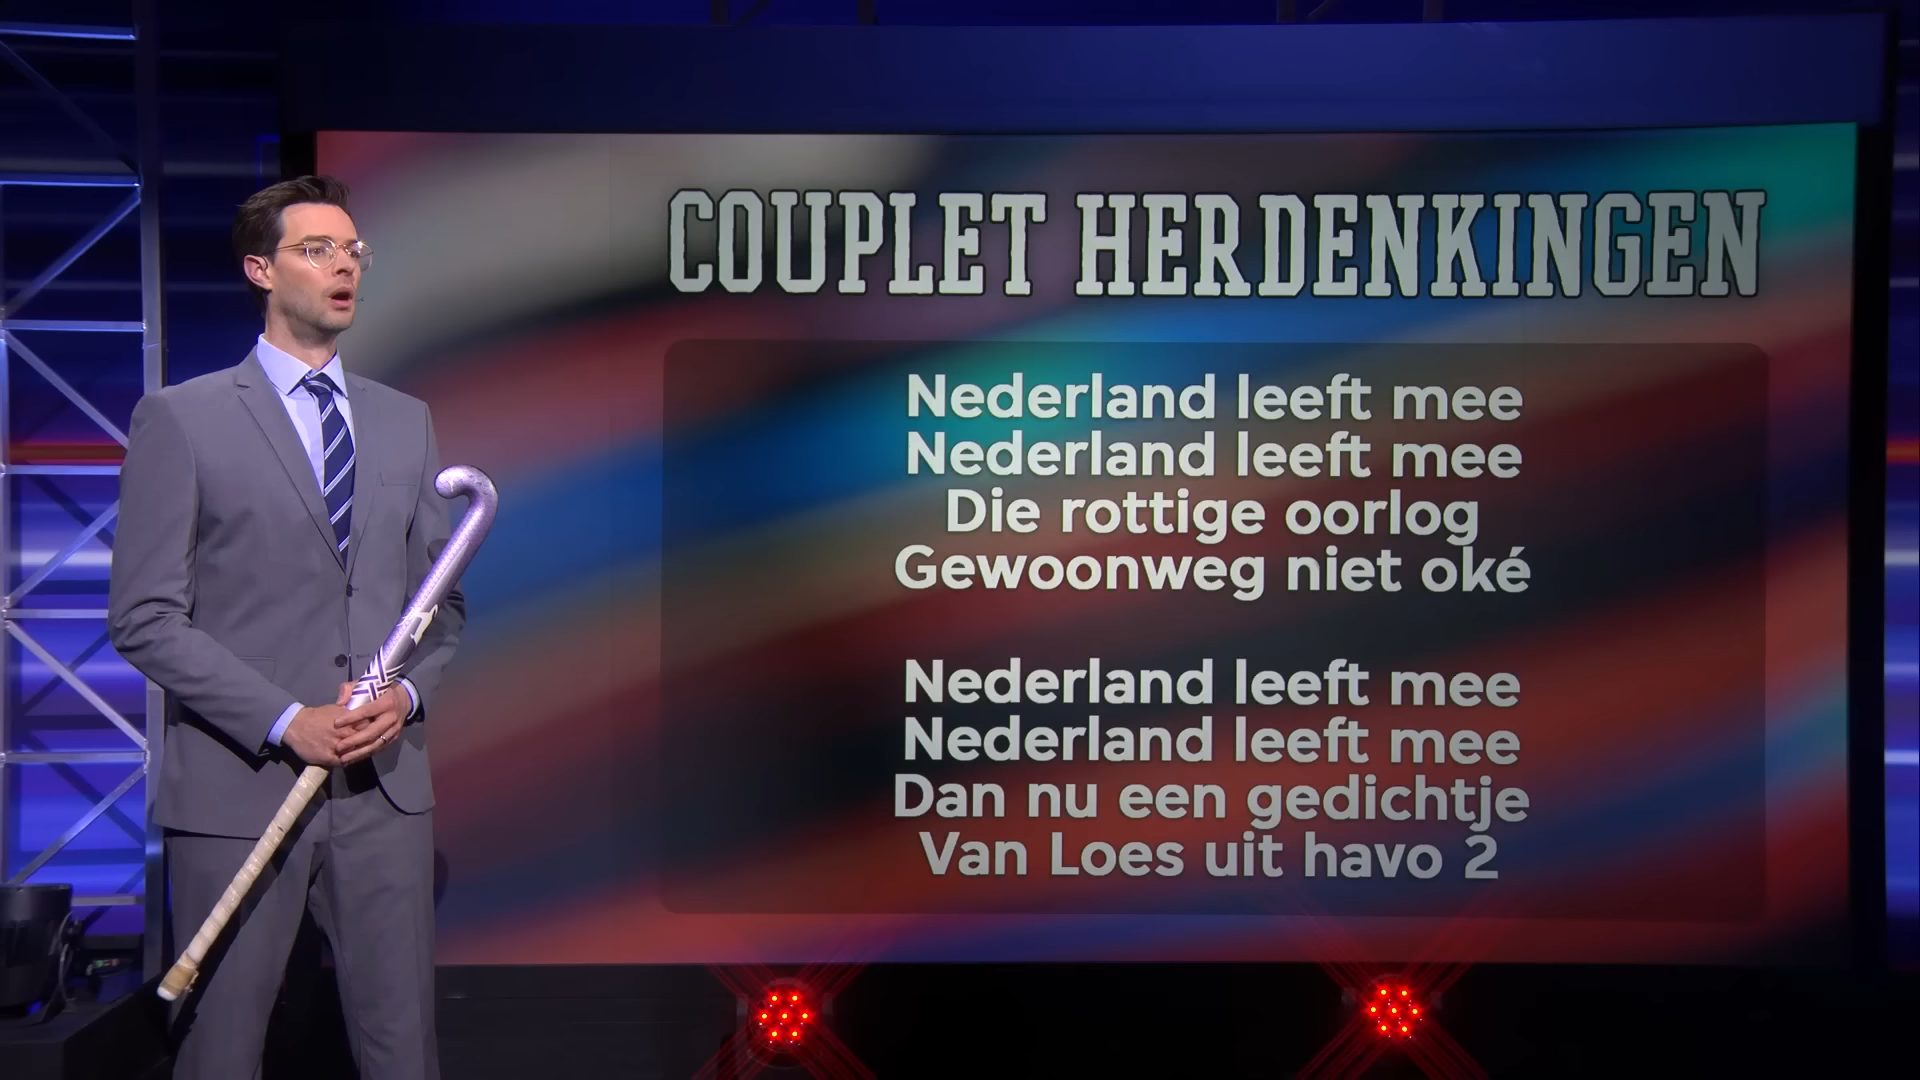 COUPLET HERDENKINGEN
Nederland leeft mee
Nederland leeft mee
Die rottige oorlog
Gewoonweg niet oké
Nederland leeft mee
Nederland leeft mee
Dan nu een gedichtje
Van Loes uit havo 2